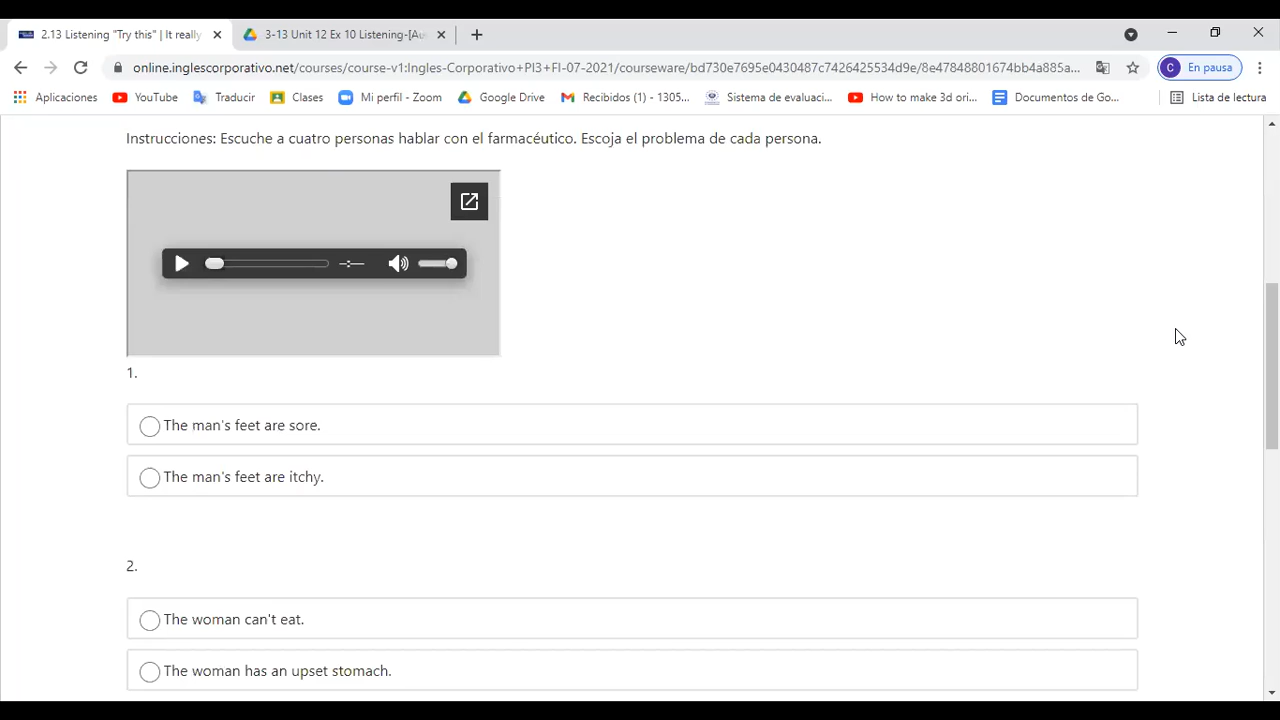 2.13 Listening "Try this" | It really
3-13 Unit 12 Ex 10 Listening-[Au
online.inglescorporativo.net/courses/course-v1:Ingles-Corporativo+PI3+FI-07-2021/courseware/bd730e7695e0430487c7426425534d9e/8e47848801674bb4a885a...
C En pausa
Aplicaciones YouTube Traducir Clases Mi perfil - Zoom Google Drive Recibidos (1) - 1305... Sistema de evaluaci... How to make 3d ori... Documentos de Go... Lista de lectura
Instrucciones: Escuche a cuatro personas hablar con el farmacéutico. Escoja el problema de cada persona.
1.
The man's feet are sore.
The man's feet are itchy.
2.
The woman can't eat.
The woman has an upset stomach.